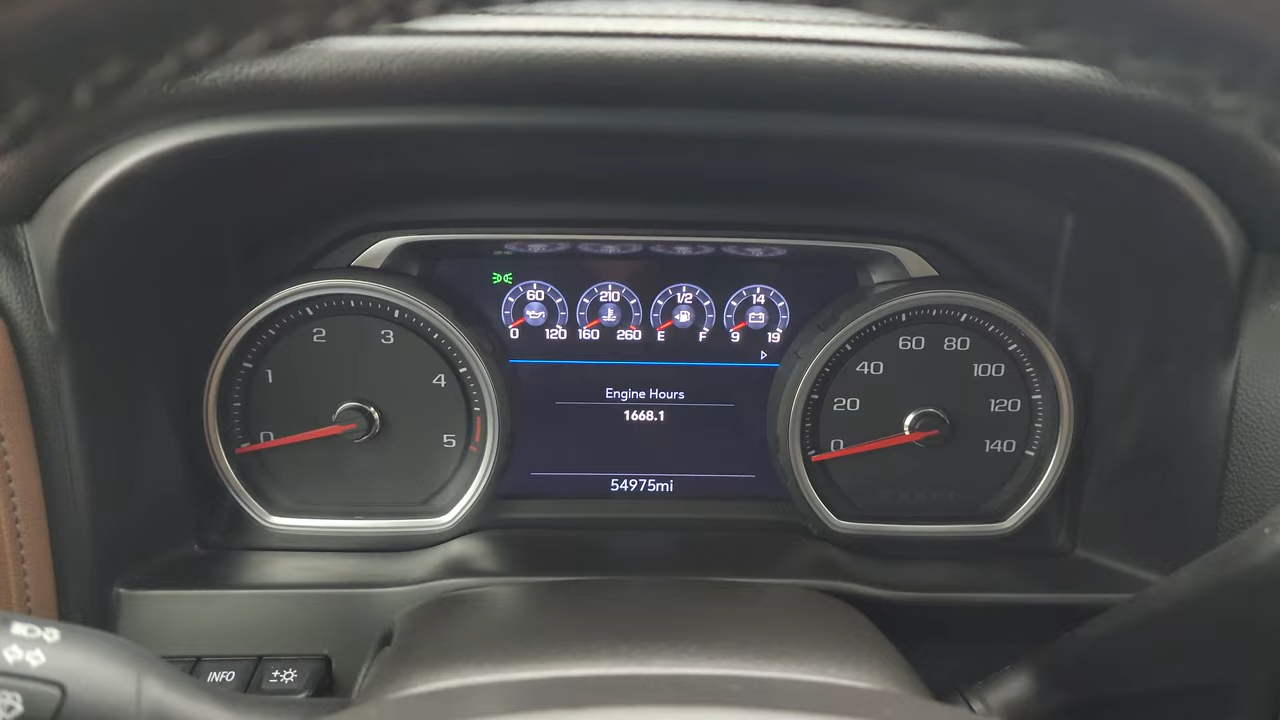 60
210
1/2
14
0 120
160 260
E F
9 19
0 1 2 3 4 5
Engine Hours
1668.1
54975mi
0 20 40 60 80 100 120 140
INFO